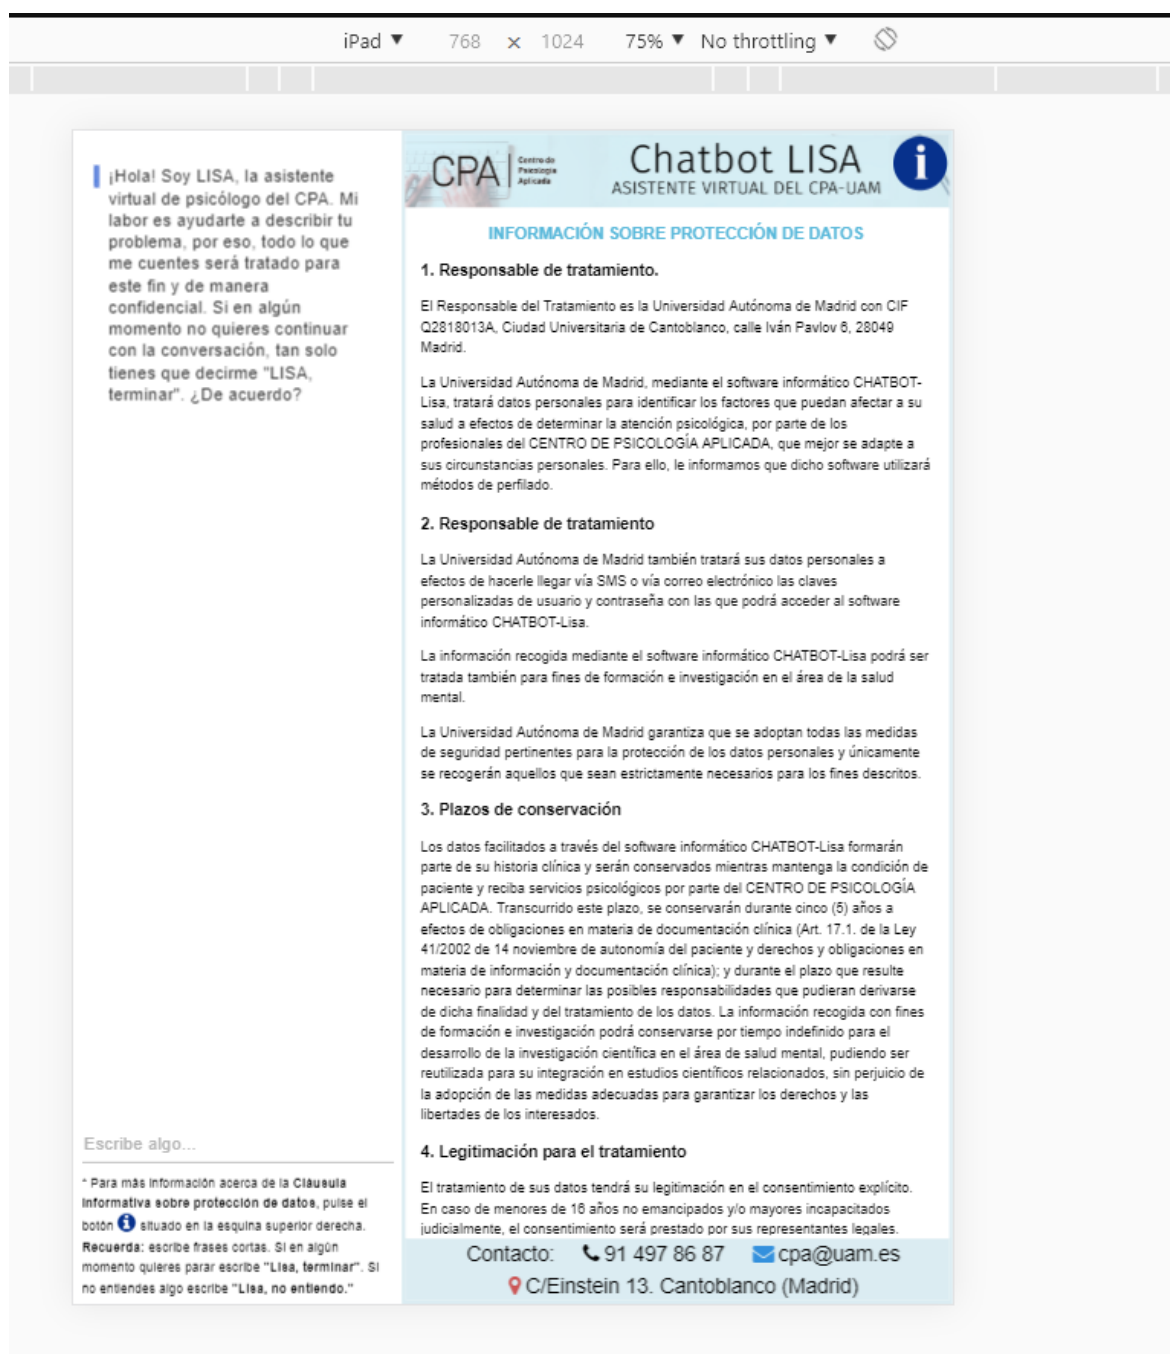 iPad ▼ 768 × 1024 75% ▼ No throttling ▼
¡Hola! Soy LISA, la asistente
virtual de psicólogo del CPA. Mi
labor es ayudarte a describir tu
problema, por eso, todo lo que
me cuentes será tratado para
este fin y de manera
confidencial. Si en algún
momento no quieres continuar
con la conversación, tan solo
tienes que decirme "LISA,
terminar". ¿De acuerdo?
Escribe algo...
* Para más información acerca de la Cláusula
Informativa sobre protección de datos, pulse el
botón i situado en la esquina superior derecha.
Recuerda: escribe frases cortas. Si en algún
momento quieres parar escribe "Lisa, terminar". Si
no entiendes algo escribe "Lisa, no entiendo."
CPA
Centro de
Psicología
Aplicada
Chatbot LISA
ASISTENTE VIRTUAL DEL CPA-UAM
i
INFORMACIÓN SOBRE PROTECCIÓN DE DATOS
1. Responsable de tratamiento.
El Responsable del Tratamiento es la Universidad Autónoma de Madrid con CIF
Q2818013A, Ciudad Universitaria de Cantoblanco, calle Iván Pavlov 6, 28049
Madrid.
La Universidad Autónoma de Madrid, mediante el software informático CHATBOT-
Lisa, tratará datos personales para identificar los factores que puedan afectar a su
salud a efectos de determinar la atención psicológica, por parte de los
profesionales del CENTRO DE PSICOLOGÍA APLICADA, que mejor se adapte a
sus circunstancias personales. Para ello, le informamos que dicho software utilizará
métodos de perfilado.
2. Responsable de tratamiento
La Universidad Autónoma de Madrid también tratará sus datos personales a
efectos de hacerle llegar vía SMS o vía correo electrónico las claves
personalizadas de usuario y contraseña con las que podrá acceder al software
informático CHATBOT-Lisa.
La información recogida mediante el software informático CHATBOT-Lisa podrá ser
tratada también para fines de formación e investigación en el área de la salud
mental.
La Universidad Autónoma de Madrid garantiza que se adoptan todas las medidas
de seguridad pertinentes para la protección de los datos personales y únicamente
se recogerán aquellos que sean estrictamente necesarios para los fines descritos.
3. Plazos de conservación
Los datos facilitados a través del software informático CHATBOT-Lisa formarán
parte de su historia clínica y serán conservados mientras mantenga la condición de
paciente y reciba servicios psicológicos por parte del CENTRO DE PSICOLOGÍA
APLICADA. Transcurrido este plazo, se conservarán durante cinco (5) años a
efectos de obligaciones en materia de documentación clínica (Art. 17.1. de la Ley
41/2002 de 14 noviembre de autonomía del paciente y derechos y obligaciones en
materia de información y documentación clínica); y durante el plazo que resulte
necesario para determinar las posibles responsabilidades que pudieran derivarse
de dicha finalidad y del tratamiento de los datos. La información recogida con fines
de formación e investigación podrá conservarse por tiempo indefinido para el
desarrollo de la investigación científica en el área de salud mental, pudiendo ser
reutilizada para su integración en estudios científicos relacionados, sin perjuicio de
la adopción de las medidas adecuadas para garantizar los derechos y las
libertades de los interesados.
4. Legitimación para el tratamiento
El tratamiento de sus datos tendrá su legitimación en el consentimiento explícito.
En caso de menores de 16 años no emancipados y/o mayores incapacitados
judicialmente, el consentimiento será prestado por sus representantes legales.
Contacto: 91 497 86 87 cpa@uam.es
C/Einstein 13. Cantoblanco (Madrid)